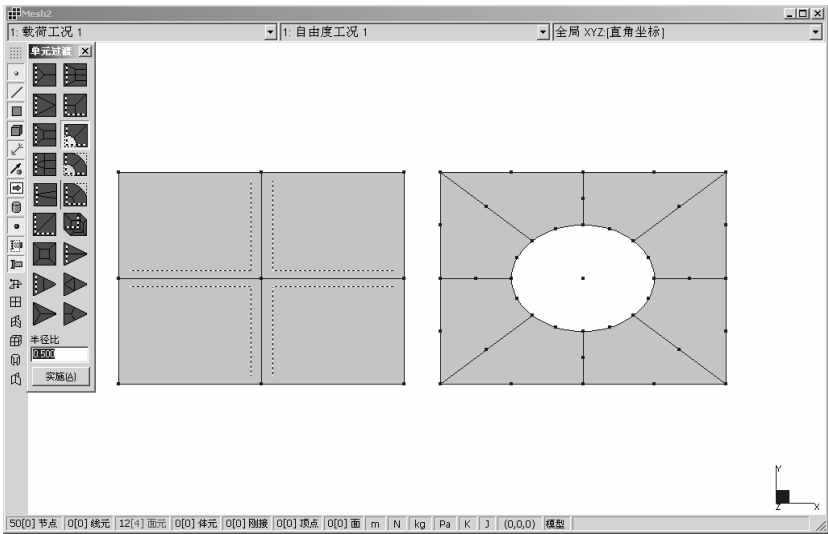 Mesh2
1: 载荷工况 1
1: 自由度工况 1
全局 XYZ:[直角坐标]
单元过滤
半径比
0.500
实施(A)
Y
Z
X
50[0] 节点 0[0] 线元 12[4] 面元 0[0] 体元 0[0] 刚接 0[0] 顶点 0[0] 面 m N kg Pa K J (0,0,0) 模型